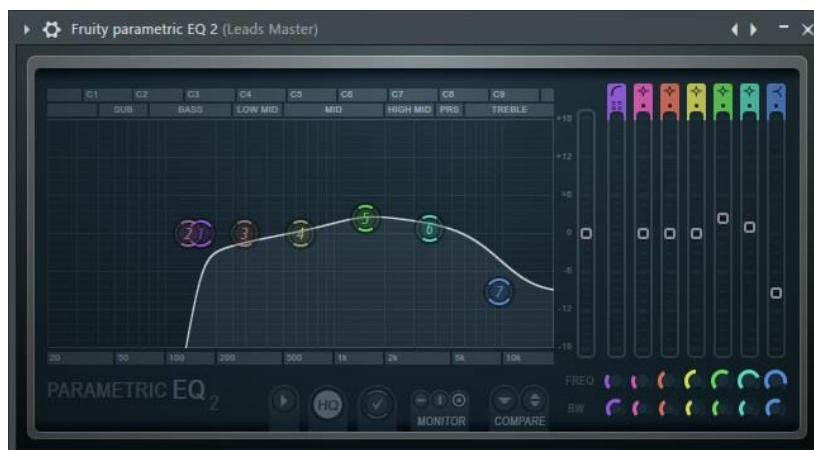 Fruity parametric EQ 2 (Leads Master)
C1 C2 C3 C4 C5 C6 C7 C8 C9
SUB BASS LOW MID MID HIGH MID PRS TREBLE
+18
+12
+6
0
-6
-12
-18
2 1 3 4 5 6 7
20 50 100 200 500 1k 2k 5k 10k
PARAMETRIC EQ 2
HQ
MONITOR
COMPARE
FREQ
BW